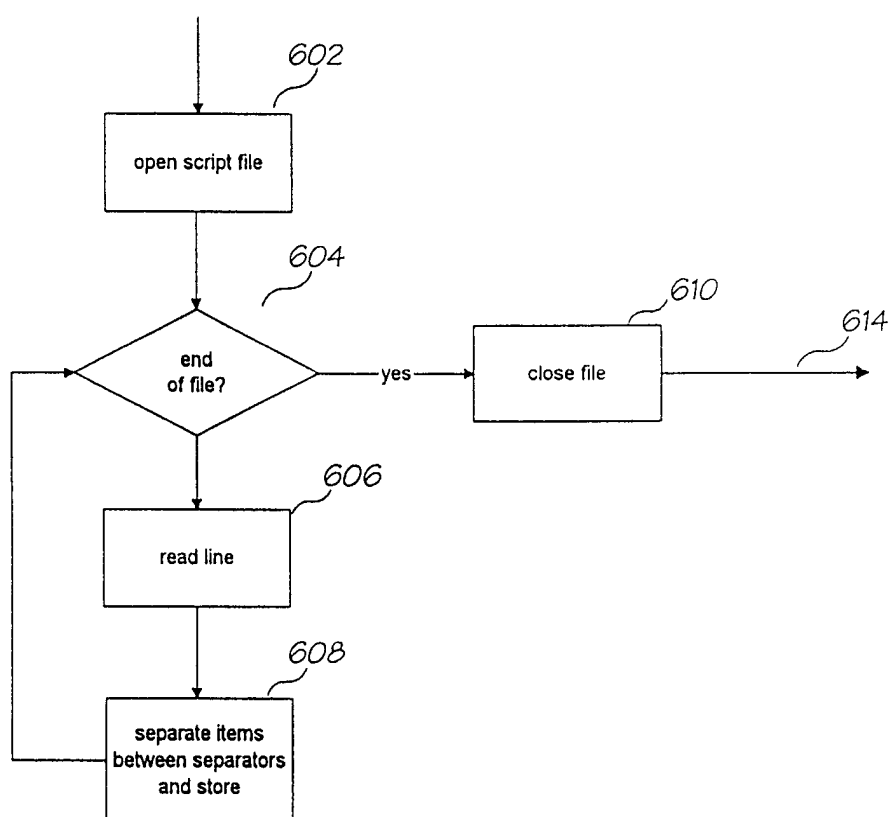 602
open script file
604
end
of file?
yes
610
close file
614
606
read line
608
separate items
between separators
and store